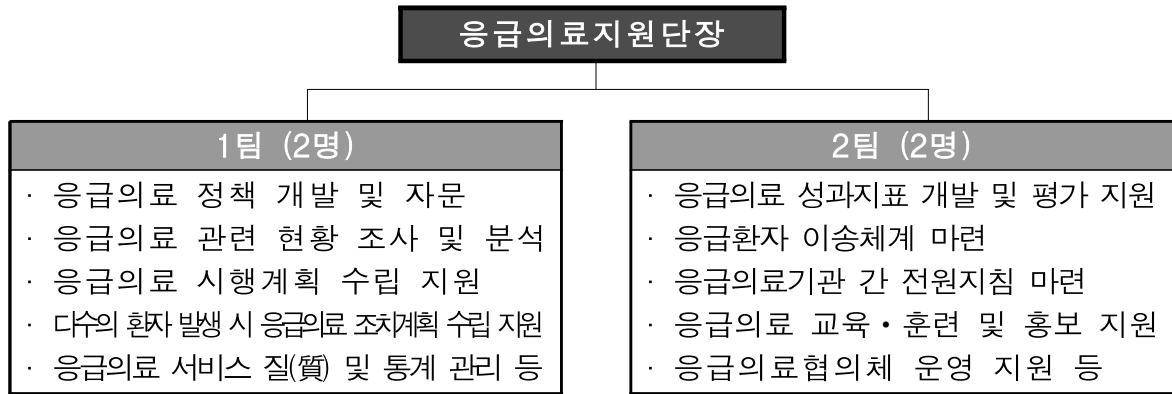 응급의료지원단장
1팀 (2명)
· 응급의료 정책 개발 및 자문
· 응급의료 관련 현황 조사 및 분석
· 응급의료 시행계획 수립 지원
· 다수의 환자 발생 시 응급의료 조치계획 수립 지원
· 응급의료 서비스 질(質) 및 통계 관리 등
2팀 (2명)
· 응급의료 성과지표 개발 및 평가 지원
· 응급환자 이송체계 마련
· 응급의료기관 간 전원지침 마련
· 응급의료 교육・훈련 및 홍보 지원
· 응급의료협의체 운영 지원 등